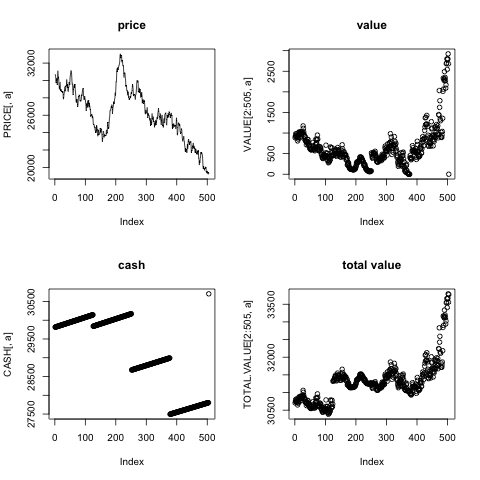 price
PRICE[, a]
20000 26000 32000
0 100 200 300 400 500
Index
value
VALUE[2:505, a]
0 500 1500 2500
0 100 200 300 400 500
Index
cash
CASH[, a]
27500 28500 29500 30500
0 100 200 300 400 500
Index
total value
TOTAL.VALUE[2:505, a]
30500 32000 33500
0 100 200 300 400 500
Index